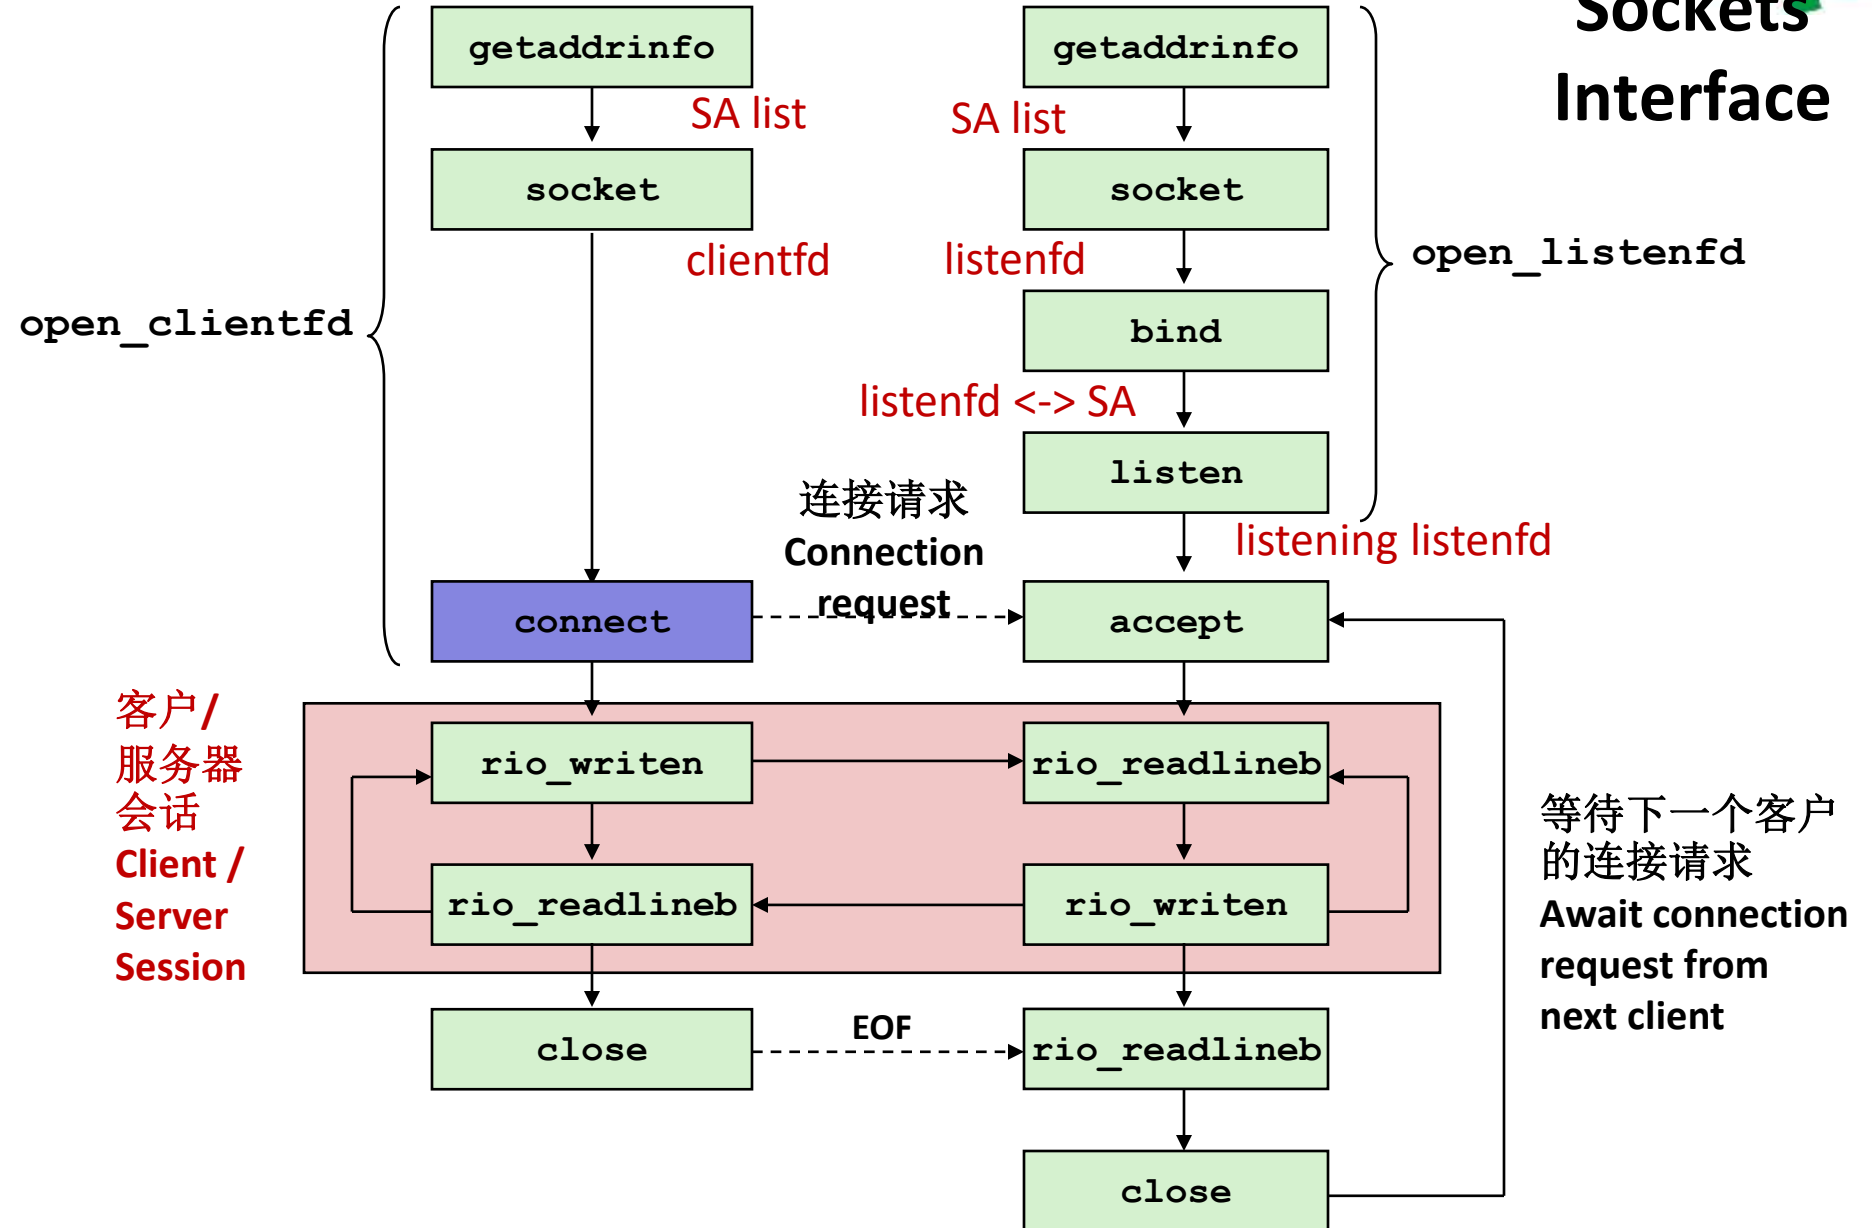 Sockets
Interface
getaddrinfo
getaddrinfo
SA list
SA list
socket
socket
clientfd
listenfd
open_listenfd
open_clientfd
bind
listenfd <-> SA
listen
连接请求
Connection
request
listening listenfd
connect
accept
客户/
服务器
会话
Client /
Server
Session
rio_writen
rio_readlineb
rio_readlineb
rio_writen
等待下一个客户
的连接请求
Await connection
request from
next client
close
EOF
rio_readlineb
close